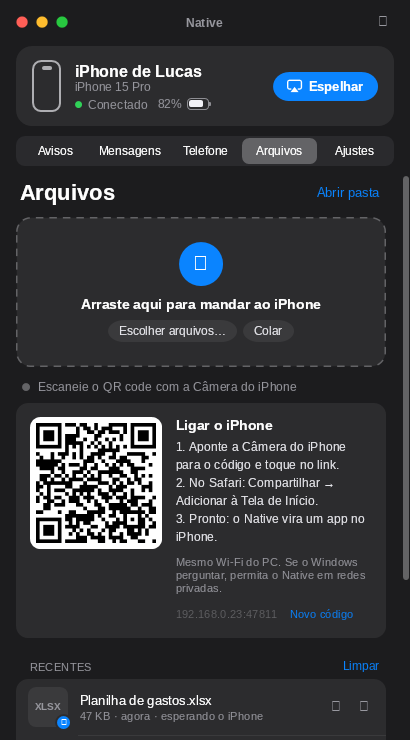 Native
iPhone de Lucas
iPhone 15 Pro
Conectado 82%
Espelhar
Avisos Mensagens Telefone Arquivos Ajustes
Arquivos
Abrir pasta
Arraste aqui para mandar ao iPhone
Escolher arquivos... Colar
Escaneie o QR code com a Câmera do iPhone
Ligar o iPhone
1. Aponte a Câmera do iPhone
para o código e toque no link.
2. No Safari: Compartilhar →
Adicionar à Tela de Início.
3. Pronto: o Native vira um app no
iPhone.
Mesmo Wi-Fi do PC. Se o Windows
perguntar, permita o Native em redes
privadas.
192.168.0.23:47811 Novo código
RECENTES
Limpar
XLSX
Planilha de gastos.xlsx
47 KB · agora · esperando o iPhone